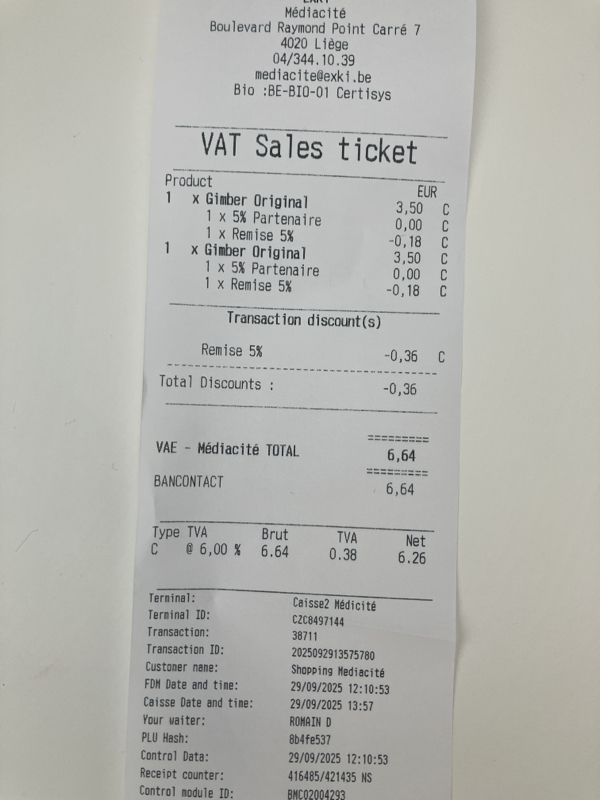 Médiacité
Boulevard Raymond Point Carré 7
4020 Liège
04/344.10.39
mediacite@exki.be
Bio :BE-BIO-01 Certisys
VAT Sales ticket
Product EUR
1 x Gimber Original 3,50 C
1 x 5% Partenaire 0,00 C
1 x Remise 5% -0,18 C
1 x Gimber Original 3,50 C
1 x 5% Partenaire 0,00 C
1 x Remise 5% -0,18 C
Transaction discount(s)
Remise 5% -0,36 C
Total Discounts : -0,36
VAE - Médiacité TOTAL 6,64
BANCONTACT 6,64
Type TVA Brut TVA Net
C @ 6,00 % 6.64 0.38 6.26
Terminal: Caisse2 Médicité
Terminal ID: CZC8497144
Transaction: 38711
Transaction ID: 2025092913575780
Customer name: Shopping Mediacité
FDM Date and time: 29/09/2025 12:10:53
Caisse Date and time: 29/09/2025 13:57
Your waiter: ROMAIN D
PLU Hash: 8b4fe537
Control Data: 29/09/2025 12:10:53
Receipt counter: 416485/421435 NS
Control module ID: BMC02004293